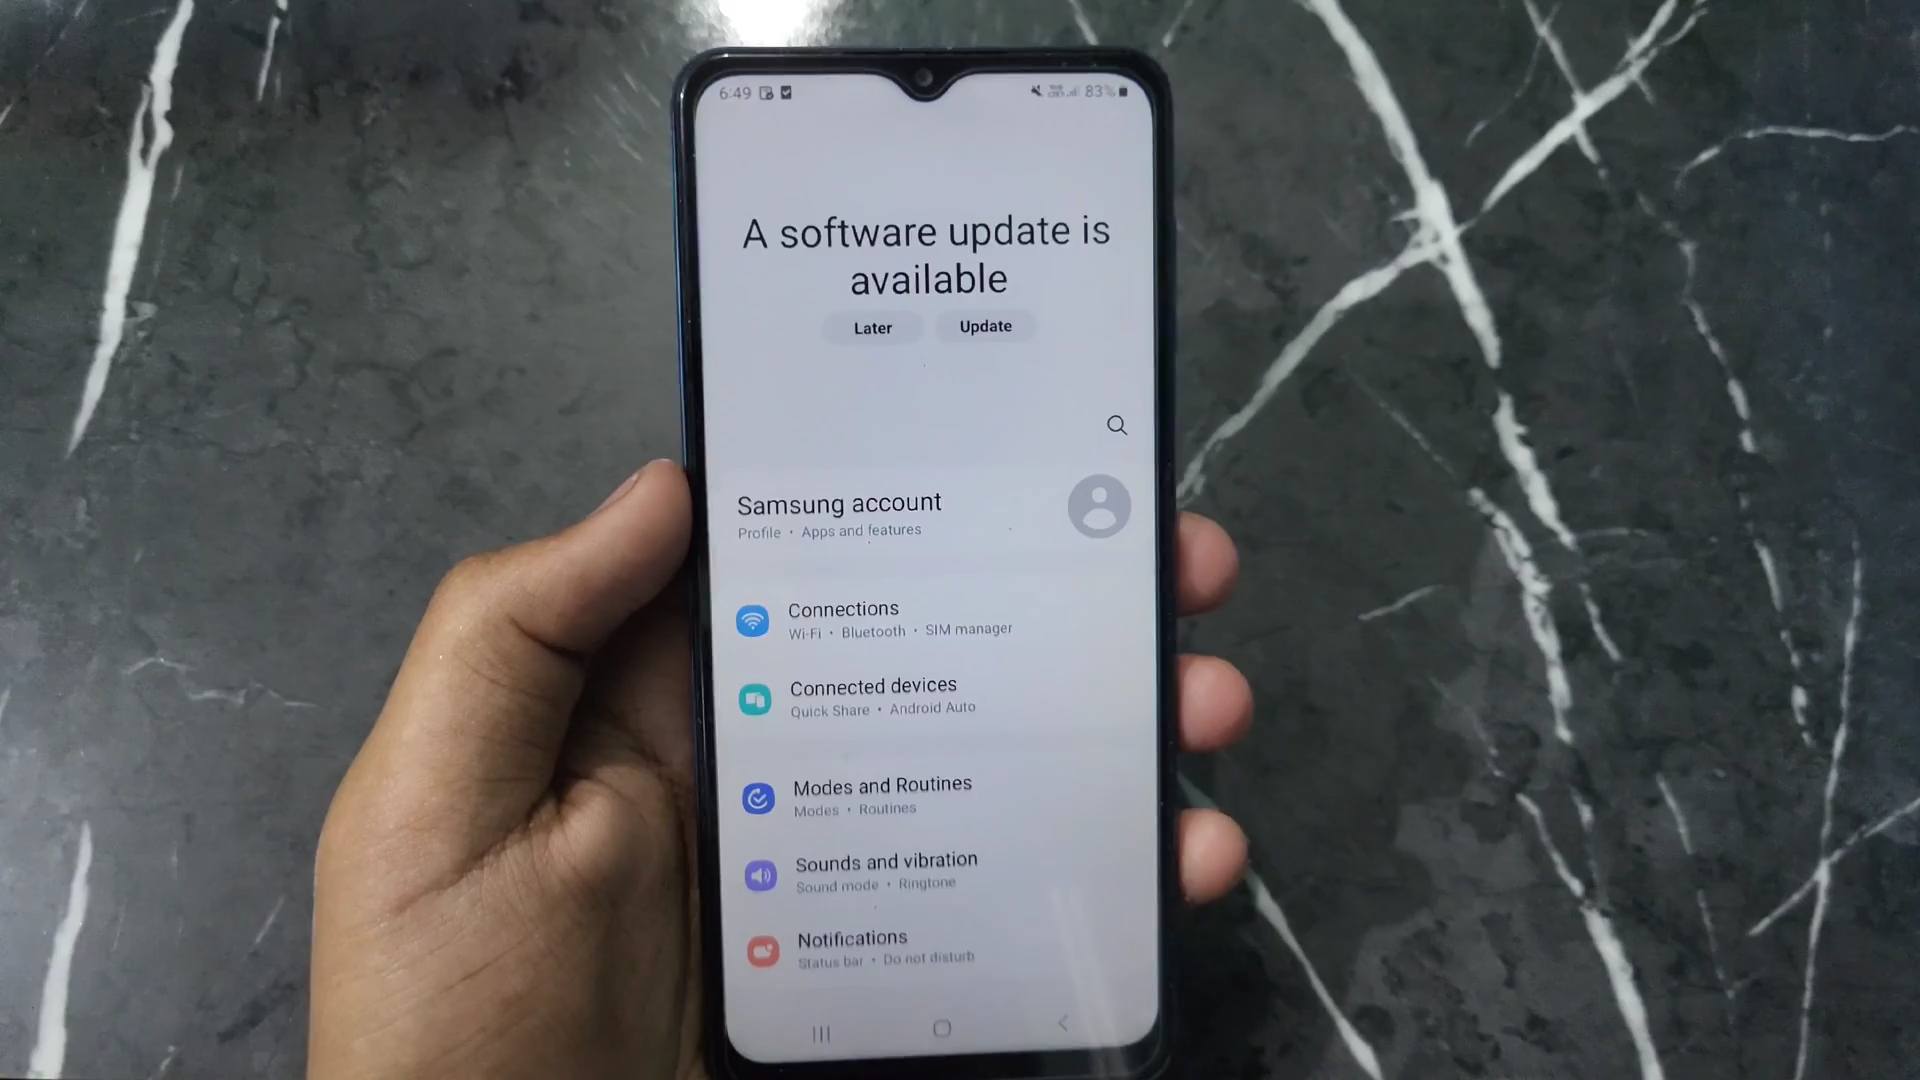 6:49 83%
A software update is
available
Later Update
Samsung account
Profile • Apps and features
Connections
Wi-Fi • Bluetooth • SIM manager
Connected devices
Quick Share • Android Auto
Modes and Routines
Modes • Routines
Sounds and vibration
Sound mode • Ringtone
Notifications
Status bar • Do not disturb